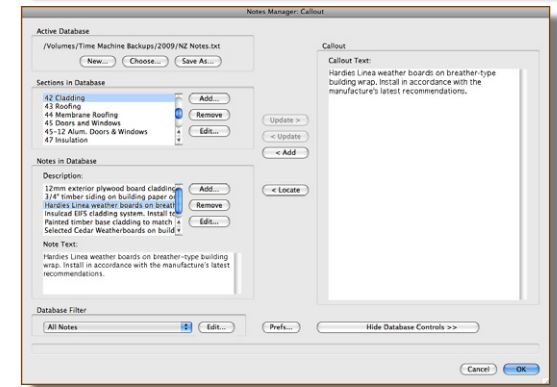 Notes Manager: Callout
Active Database
/Volumes/Time Machine Backups/2009/NZ Notes.txt
New... Choose... Save As...
Sections in Database
42 Cladding
43 Roofing
44 Membrane Roofing
45 Doors and Windows
45-12 Alum. Doors & Windows
47 Insulation
Add...
Remove
Edit...
Notes in Database
Description:
12mm exterior plywood board cladding
3/4" timber siding on building paper or
Hardies Linea weather boards on breath
Insulcad EIFS cladding system. Install to
Painted timber base cladding to match
Selected Cedar Weatherboards on build
Add...
Remove
Edit...
Note Text:
Hardies Linea weather boards on breather-type building
wrap. Install in accordance with the manufacture's latest
recommendations.
Database Filter
All Notes
Edit...
Update >
< Update
< Add
< Locate
Callout
Callout Text:
Hardies Linea weather boards on breather-type
building wrap. Install in accordance with the
manufacture's latest recommendations.
Prefs...
Hide Database Controls >>
Cancel
OK